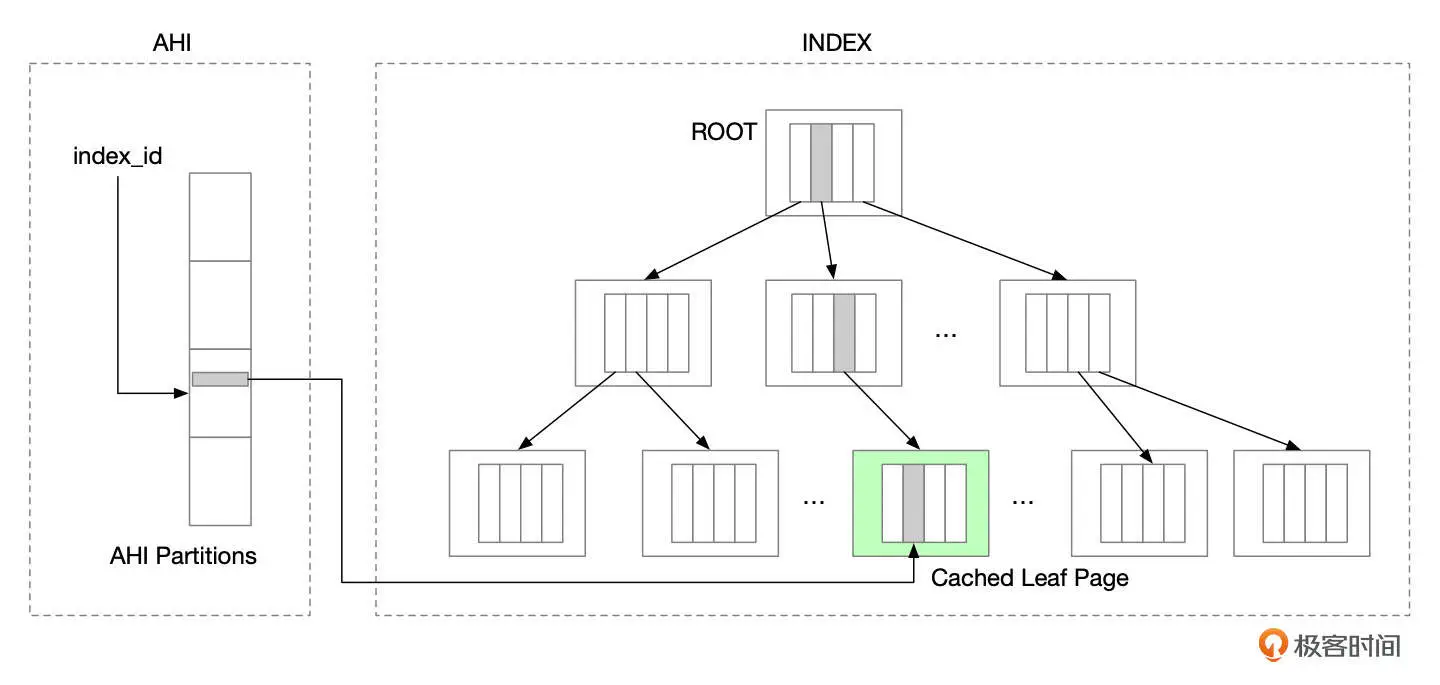 AHI
INDEX
ROOT
index_id
...
...
...
AHI Partitions
Cached Leaf Page
极客时间